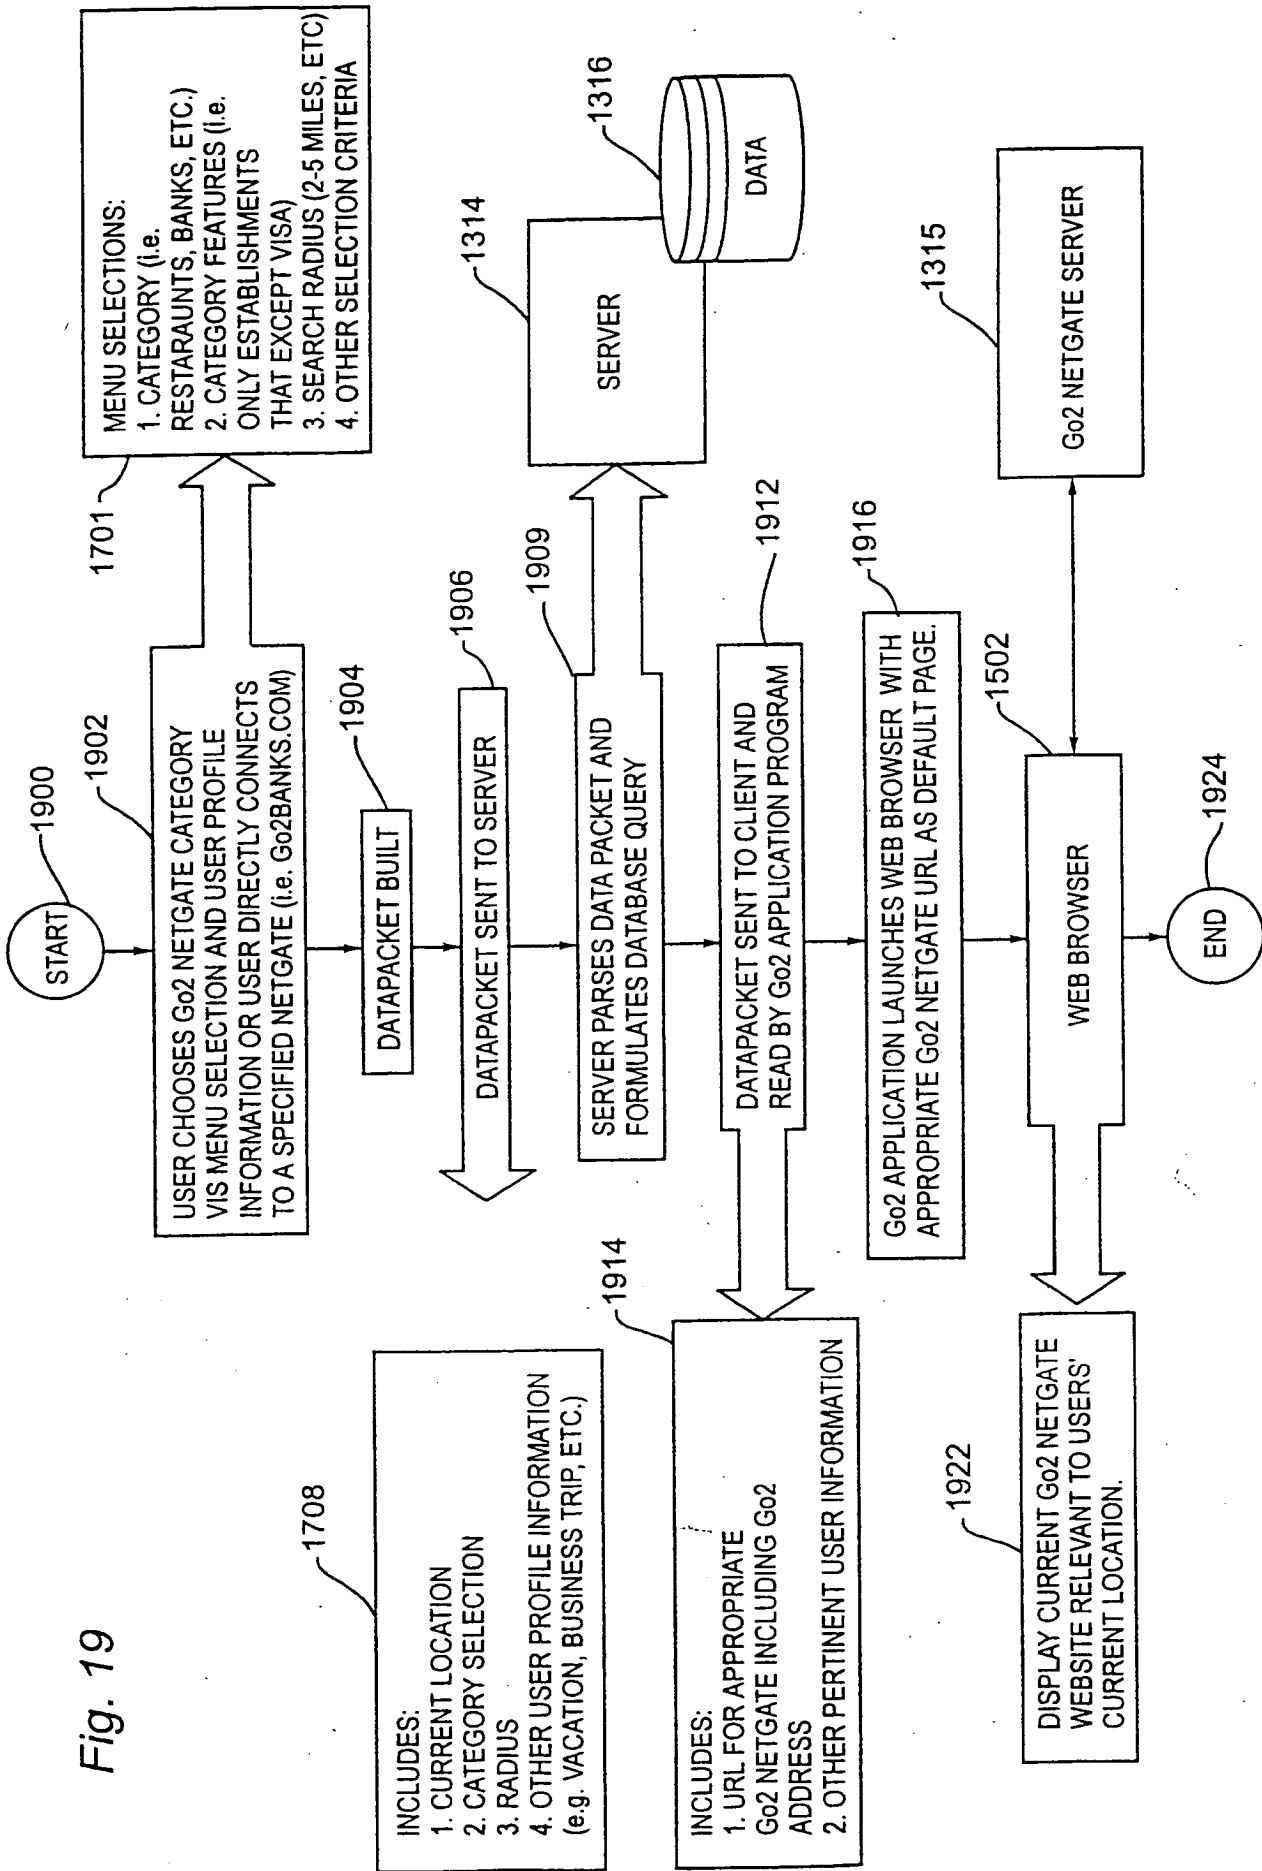 Fig. 19
START
1900
1902
USER CHOOSES Go2 NETGATE CATEGORY
VIS MENU SELECTION AND USER PROFILE
INFORMATION OR USER DIRECTLY CONNECTS
TO A SPECIFIED NETGATE (i.e. Go2BANKS.COM)
1701
MENU SELECTIONS:
1. CATEGORY (i.e.
RESTARAUNTS, BANKS, ETC.)
2. CATEGORY FEATURES (i.e.
ONLY ESTABLISHMENTS
THAT EXCEPT VISA)
3. SEARCH RADIUS (2-5 MILES, ETC)
4. OTHER SELECTION CRITERIA
1904
DATAPACKET BUILT
1906
DATAPACKET SENT TO SERVER
1708
INCLUDES:
1. CURRENT LOCATION
2. CATEGORY SELECTION
3. RADIUS
4. OTHER USER PROFILE INFORMATION
(e.g. VACATION, BUSINESS TRIP, ETC.)
1909
SERVER PARSES DATA PACKET AND
FORMULATES DATABASE QUERY
1314
SERVER
1316
DATA
1912
DATAPACKET SENT TO CLIENT AND
READ BY Go2 APPLICATION PROGRAM
1914
INCLUDES:
1. URL FOR APPROPRIATE
Go2 NETGATE INCLUDING Go2
ADDRESS
2. OTHER PERTINENT USER INFORMATION
1916
Go2 APPLICATION LAUNCHES WEB BROWSER WITH
APPROPRIATE Go2 NETGATE URL AS DEFAULT PAGE.
1502
WEB BROWSER
1315
Go2 NETGATE SERVER
1922
DISPLAY CURRENT Go2 NETGATE
WEBSITE RELEVANT TO USERS'
CURRENT LOCATION.
1924
END